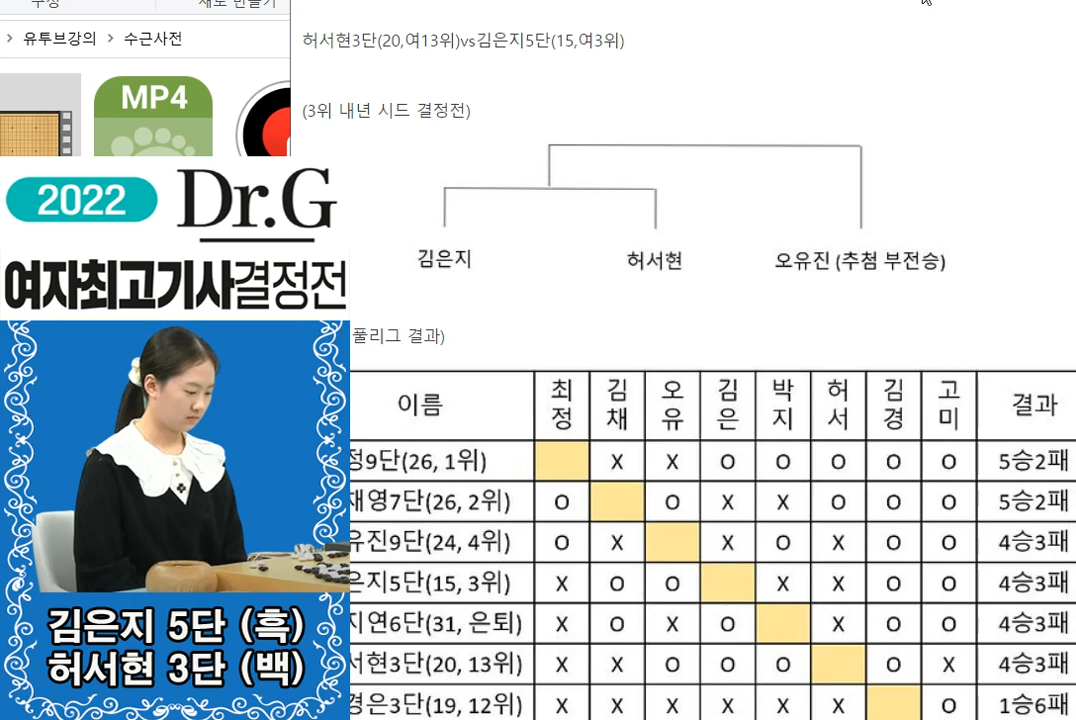 구성
새로 만들기
> 유투브강의 > 수근사전
MP4
허서현3단(20,여13위)vs김은지5단(15,여3위)
(3위 내년 시드 결정전)
김은지 허서현 오유진 (추첨 부전승)
2022 Dr.G
여자최고기사결정전
풀리그 결과)
이름 최정 김채 오유 김은 박지 허서 김경 고미 결과
정9단(26, 1위) X X O O O O O 5승2패
채영7단(26, 2위) O O X X O O O 5승2패
유진9단(24, 4위) O X X O X O O 4승3패
은지5단(15, 3위) X O O X X O O 4승3패
지연6단(31, 은퇴) X O X O X O O 4승3패
서현3단(20, 13위) X X O O O O X 4승3패
경은3단(19, 12위) X X X X X X O 1승6패
김은지 5단 (흑)
허서현 3단 (백)